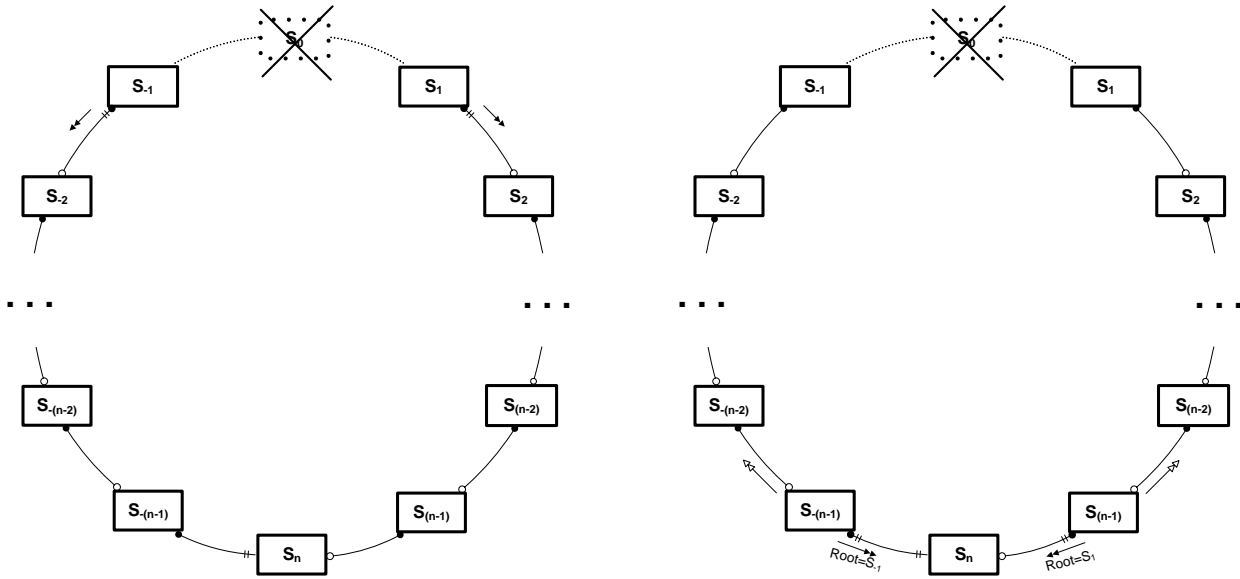 S0 S0
S-1 S1 S-1 S1
S-2 S2 S-2 S2
. . . . . . . . . . . .
S-(n-2) S(n-2) S-(n-2) S(n-2)
S-(n-1) S(n-1) S-(n-1) S(n-1)
Sn Sn
Root=S-1 Root=S1